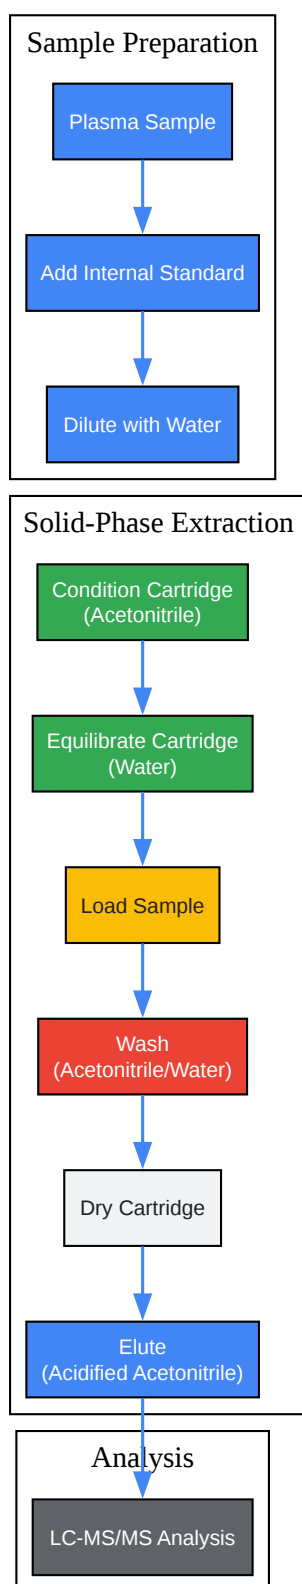 Sample Preparation
Plasma Sample
Add Internal Standard
Dilute with Water
Solid-Phase Extraction
Condition Cartridge
(Acetonitrile)
Equilibrate Cartridge
(Water)
Load Sample
Wash
(Acetonitrile/Water)
Dry Cartridge
Elute
(Acidified Acetonitrile)
Analysis
LC-MS/MS Analysis